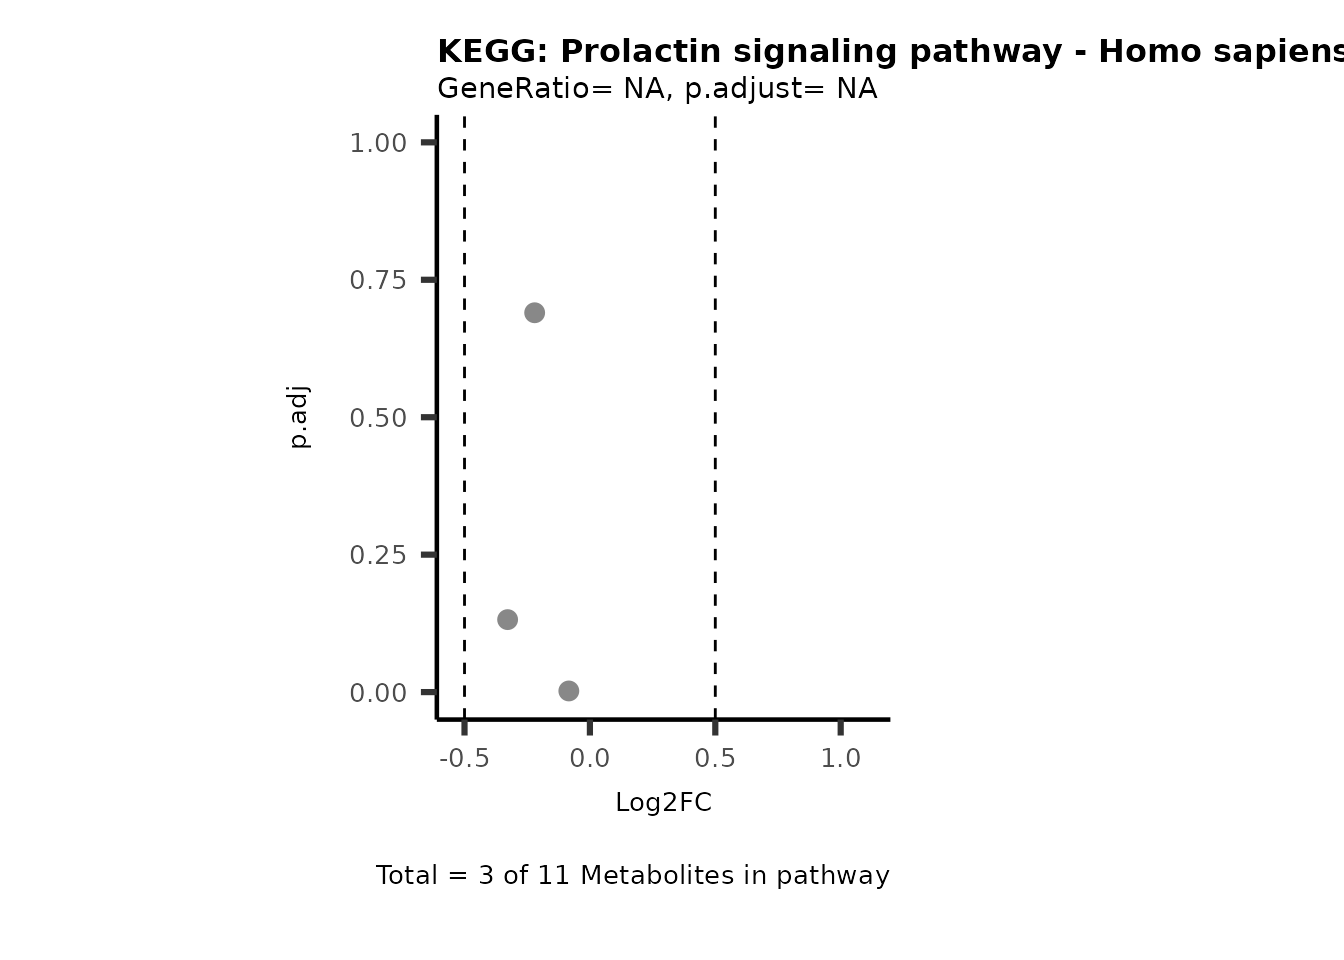 KEGG: Prolactin signaling pathway - Homo sapiens
GeneRatio= NA, p.adjust= NA
1.00
0.75
0.50
0.25
0.00
p.adj
-0.5 0.0 0.5 1.0
Log2FC
Total = 3 of 11 Metabolites in pathway